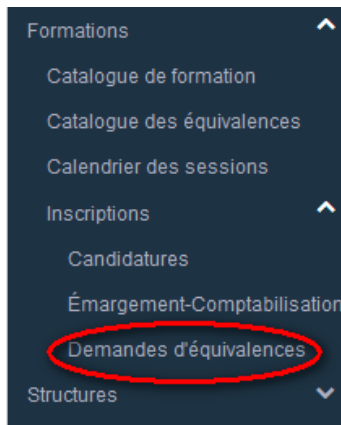 Formations
Catalogue de formation
Catalogue des équivalences
Calendrier des sessions
Inscriptions
Candidatures
Émargement-Comptabilisation
Demandes d'équivalences
Structures